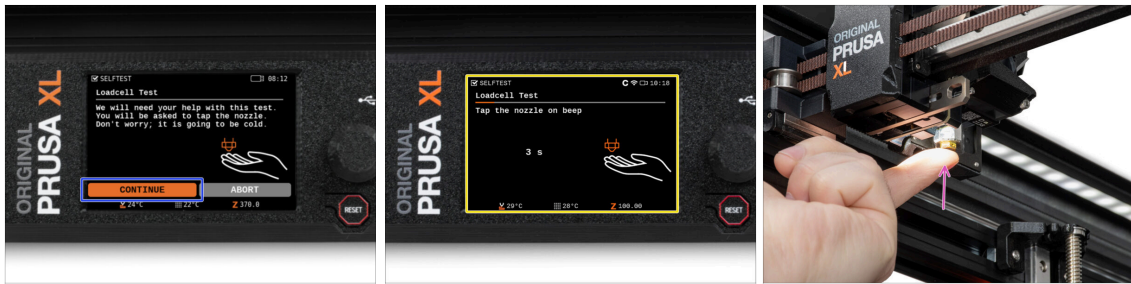 ORIGINAL
PRUSA XL
SELFTEST
08:12
Loadcell Test
We will need your help with this test.
You will be asked to tap the nozzle.
Don't worry; it is going to be cold.
CONTINUE
ABORT
24°C
22°C
Z 370.0
RESET
ORIGINAL
PRUSA XL
SELFTEST
C
10:18
Loadcell Test
Tap the nozzle on beep
3 s
29°C
28°C
Z 100.00
RESET
ORIGINAL
PRUSA
XL